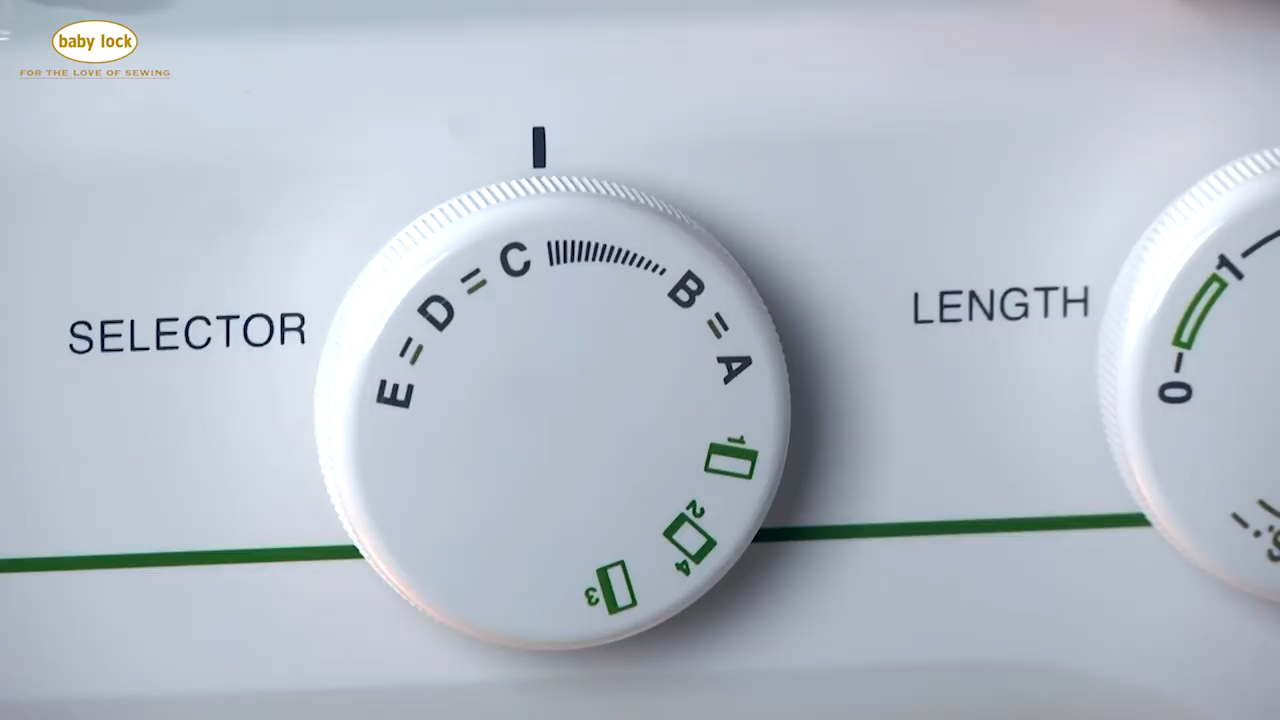 baby lock
FOR THE LOVE OF SEWING
SELECTOR
E = D = C B = A
1
2
4
3
LENGTH
0 1